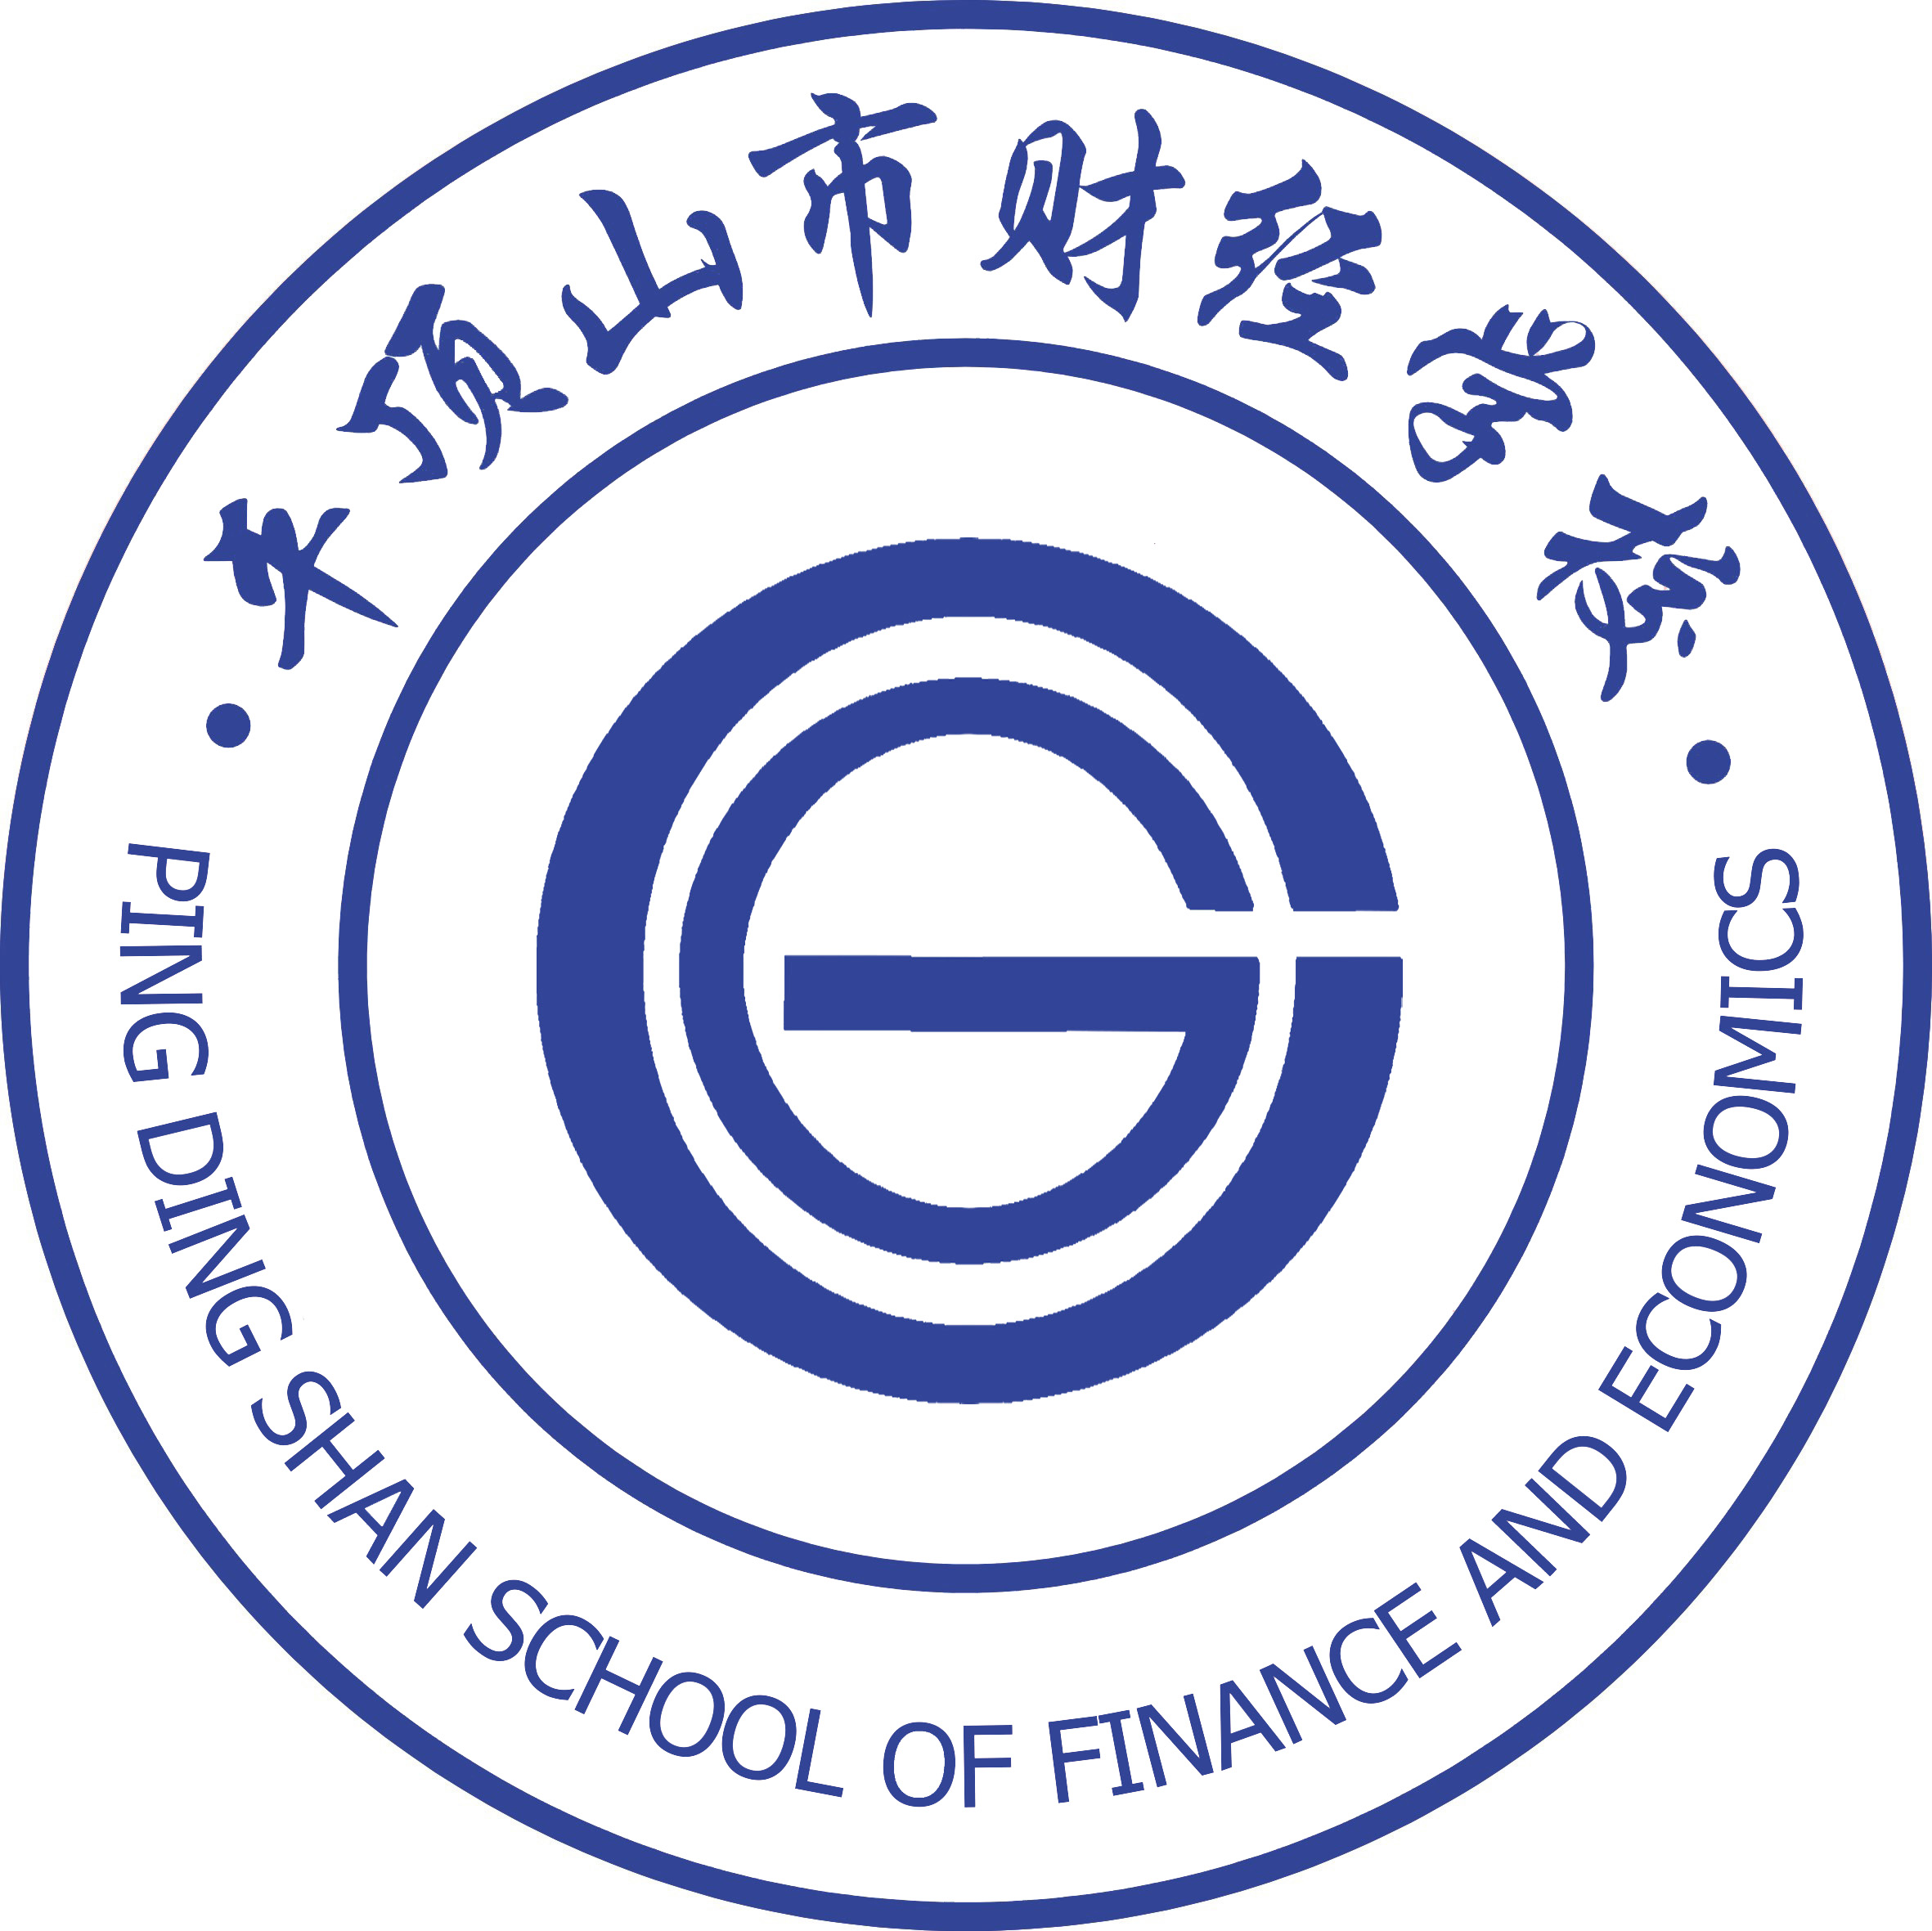 平顶山市财经学校
PING DING SHAN SCHOOL OF FINANCE AND ECONOMICS